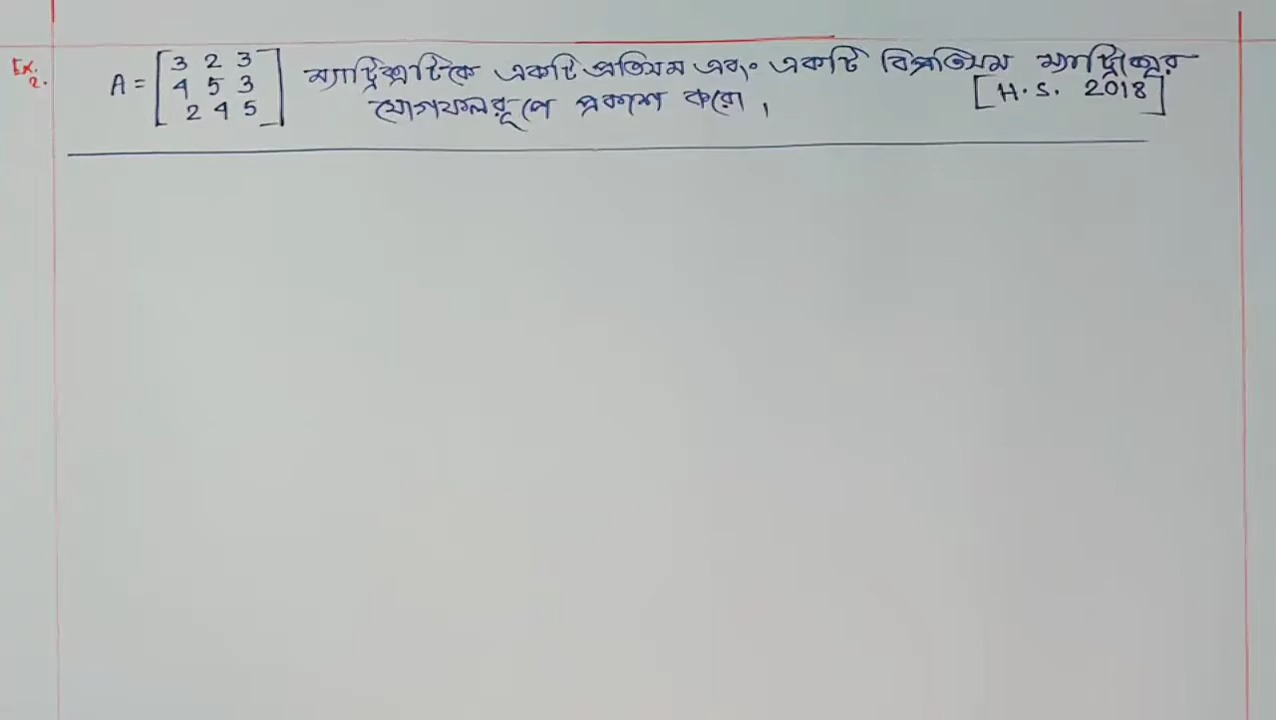 Ex. 2. A = [3 2 3 4 5 3 2 4 5] ম্যাট্রিক্সটিকে একটি প্রতিসম এবং একটি বিপ্রতিসম ম্যাট্রিক্সের
যোগফলরূপে প্রকাশ করো। [H.S. 2018]